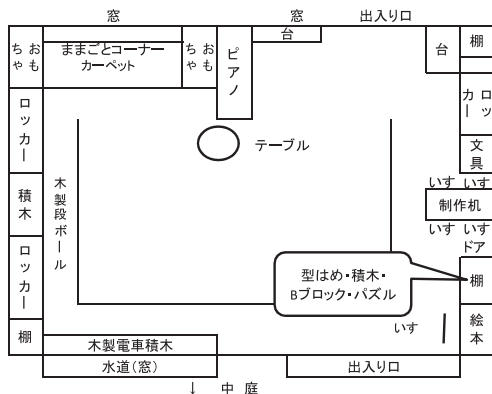 窓
窓
出入り口
おもちゃ
ままごとコーナー
カーペット
おもちゃ
ピアノ
台
台
棚
ロッカー
ロッカー
文具
テーブル
いす いす
制作机
いす いす
ドア
積木
木製段ボール
ロッカー
型はめ・積木・
Bブロック・パズル
棚
いす
絵本
棚
木製電車積木
水道（窓）
出入り口
↓ 中庭